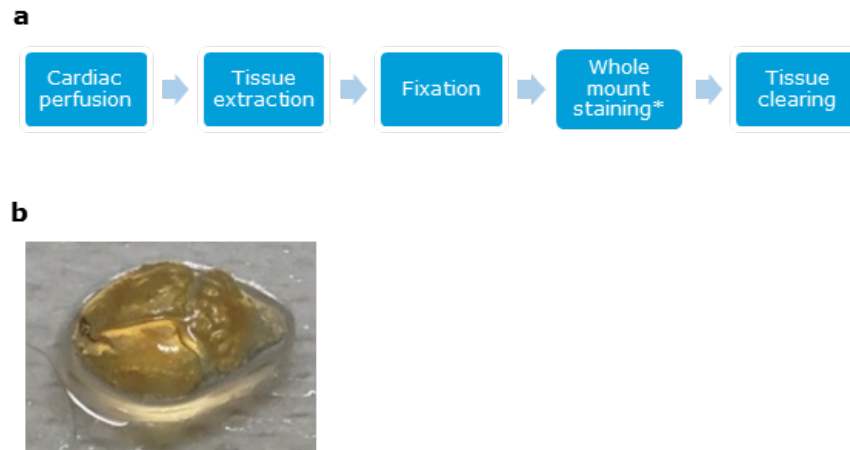 a
Cardiac
perfusion
Tissue
extraction
Fixation
Whole
mount
staining*
Tissue
clearing
b